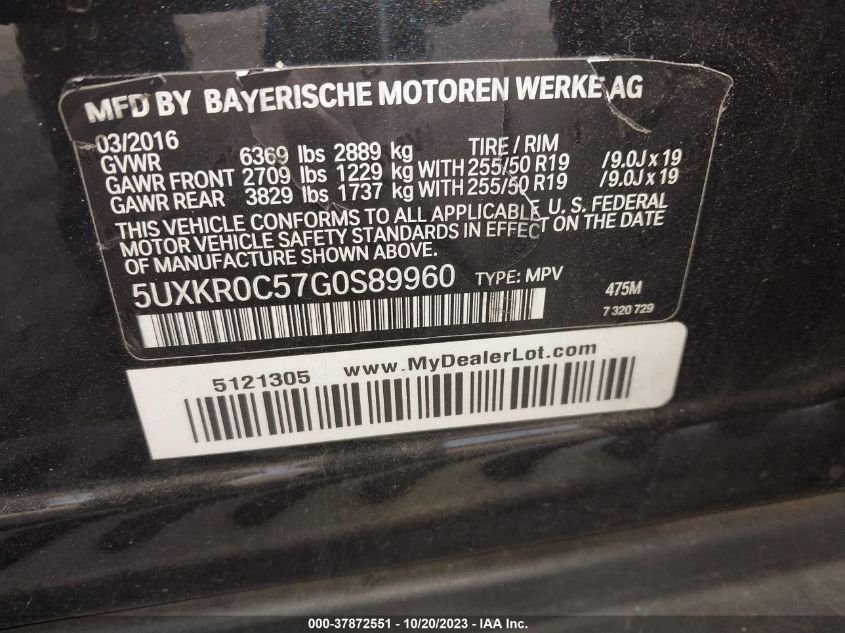 MFD BY BAYERISCHE MOTOREN WERKE AG
03/2016 TIRE / RIM
GVWR 6369 lbs 2889 kg
GAWR FRONT 2709 lbs 1229 kg WITH 255/50 R19 /9.0J x 19
GAWR REAR 3829 lbs 1737 kg WITH 255/50 R19 /9.0J x 19
THIS VEHICLE CONFORMS TO ALL APPLICABLE U. S. FEDERAL
MOTOR VEHICLE SAFETY STANDARDS IN EFFECT ON THE DATE
OF MANUFACTURE SHOWN ABOVE.
5UXKR0C57G0S89960 TYPE: MPV 475M
7 320 729
5121305 www.MyDealerLot.com
000-37872551 - 10/20/2023 - IAA Inc.